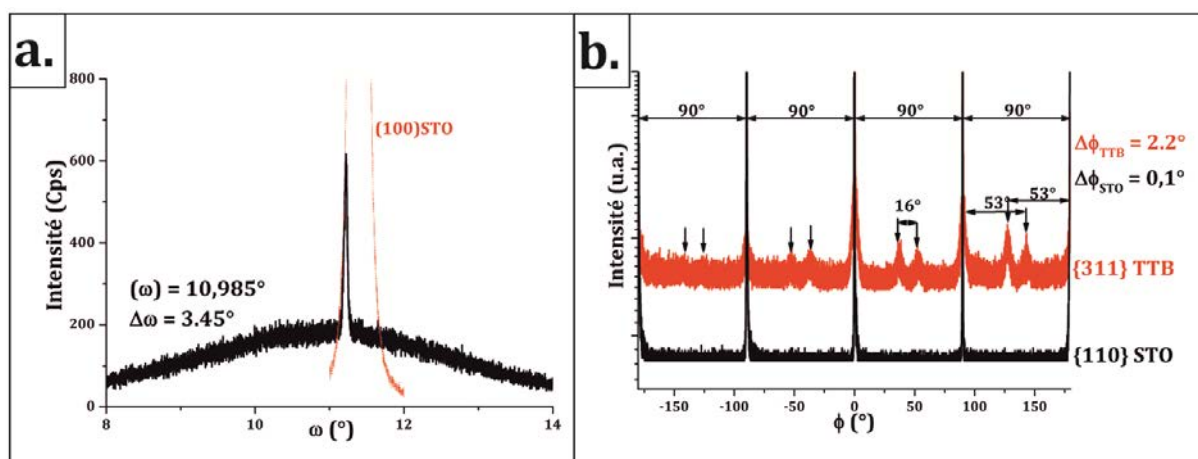 a.
800
600
400
200
0
Intensité (Cps)
(100)STO
(ω) = 10,985°
Δω = 3.45°
8
10
12
14
ω (°)
b.
Intensité (u.a.)
90°
90°
90°
90°
ΔϕTTB = 2.2°
ΔϕSTO = 0,1°
53°
53°
16°
{311} TTB
{110} STO
-150
-100
-50
0
50
100
150
ϕ (°)